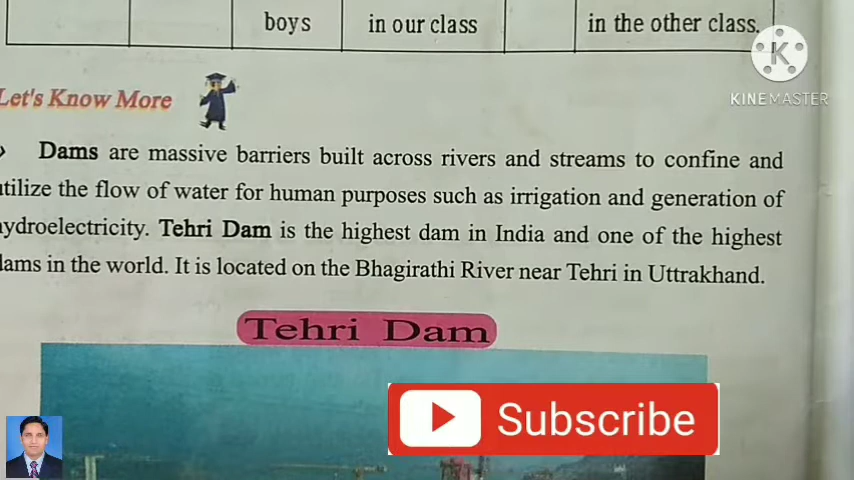 boys in our class in the other class.
KINEMASTER
Let's Know More
Dams are massive barriers built across rivers and streams to confine and
utilize the flow of water for human purposes such as irrigation and generation of
hydroelectricity. Tehri Dam is the highest dam in India and one of the highest
dams in the world. It is located on the Bhagirathi River near Tehri in Uttrakhand.
Tehri Dam
Subscribe